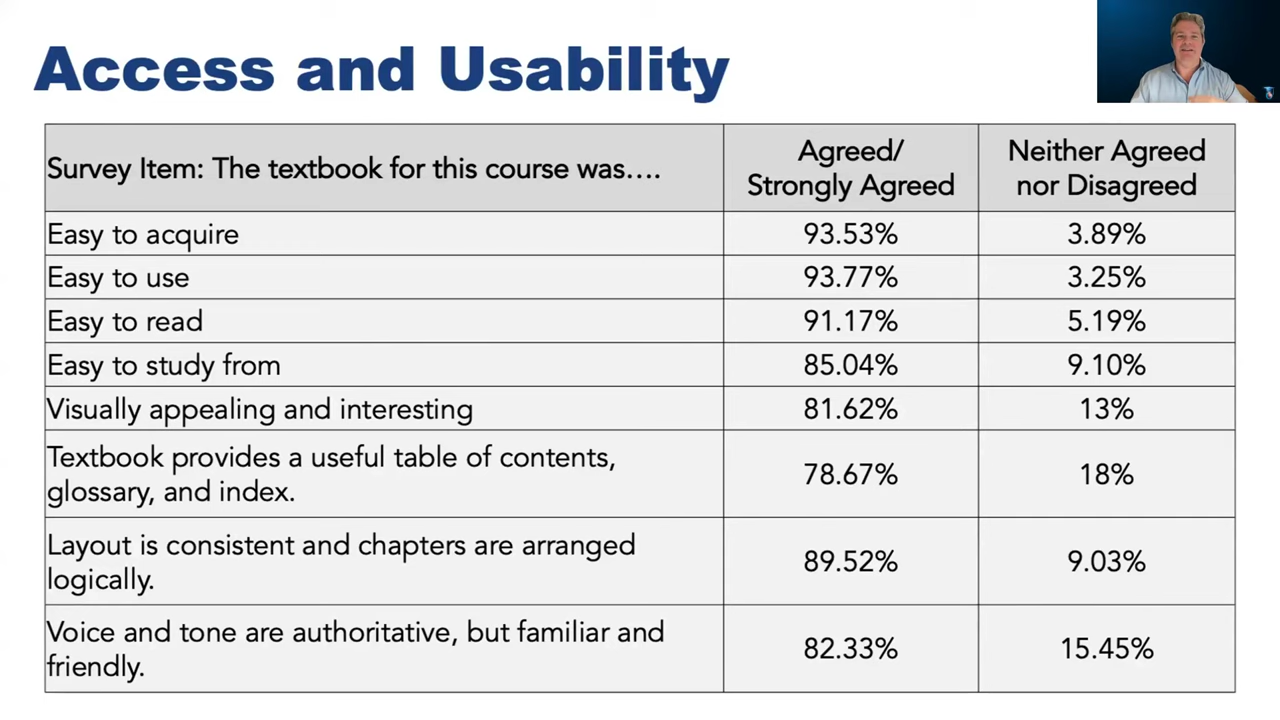 Access and Usability
Survey Item: The textbook for this course was....
Agreed/
Strongly Agreed
Neither Agreed
nor Disagreed
Easy to acquire
93.53%
3.89%
Easy to use
93.77%
3.25%
Easy to read
91.17%
5.19%
Easy to study from
85.04%
9.10%
Visually appealing and interesting
81.62%
13%
Textbook provides a useful table of contents,
glossary, and index.
78.67%
18%
Layout is consistent and chapters are arranged
logically.
89.52%
9.03%
Voice and tone are authoritative, but familiar and
friendly.
82.33%
15.45%